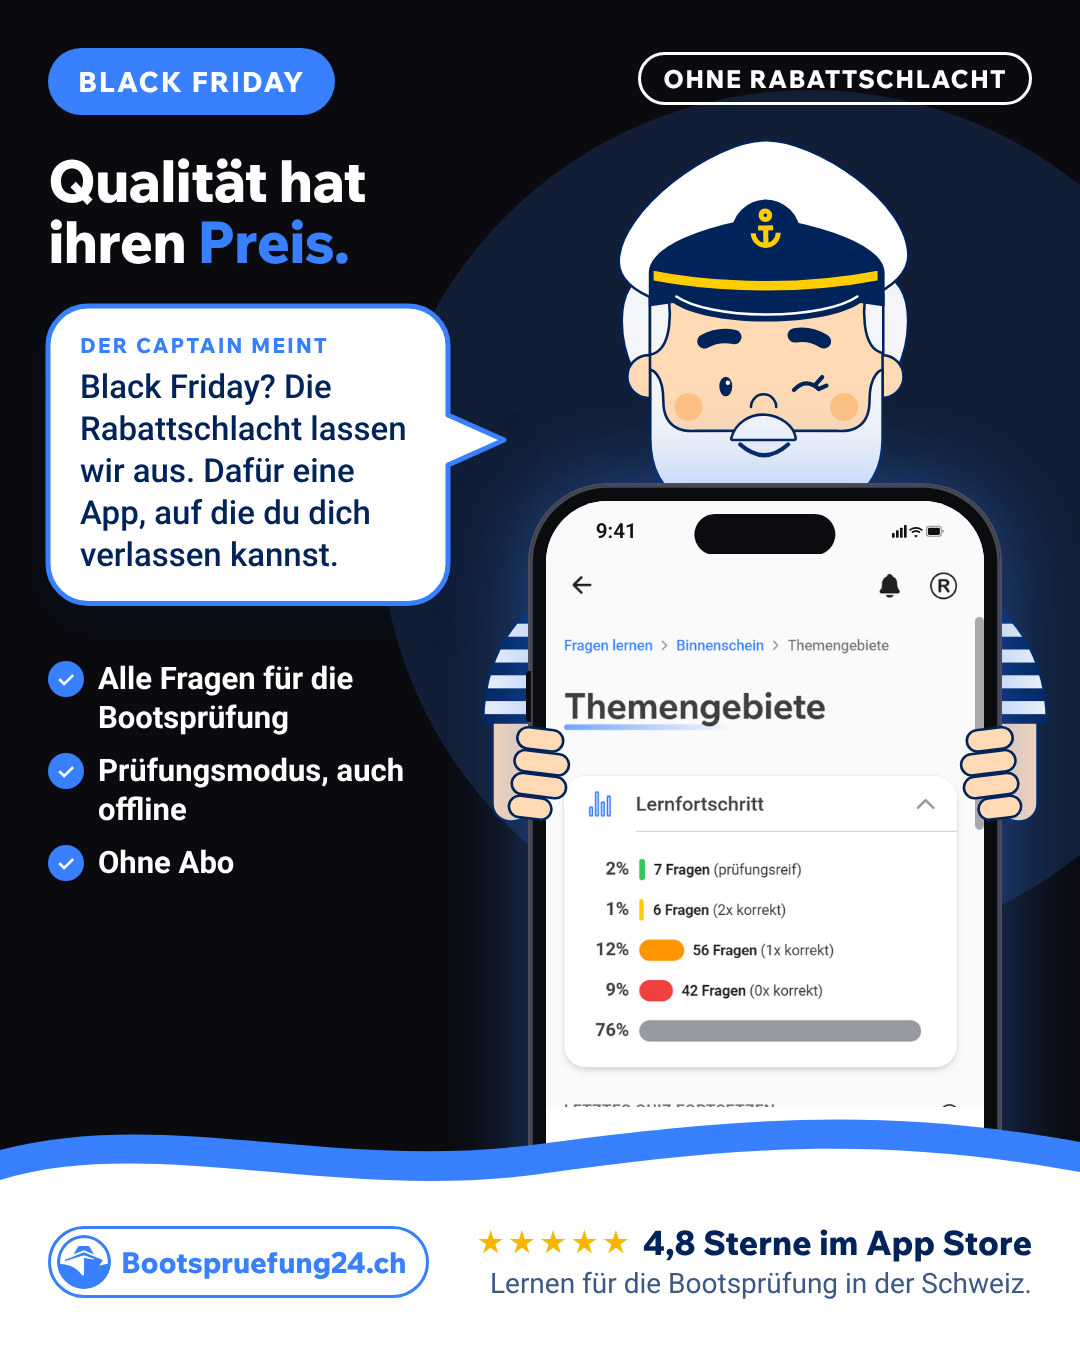 BLACK FRIDAY
OHNE RABATTSCHLACHT
Qualität hat
ihren Preis.
DER CAPTAIN MEINT
Black Friday? Die
Rabattschlacht lassen
wir aus. Dafür eine
App, auf die du dich
verlassen kannst.
Alle Fragen für die
Bootsprüfung
Prüfungsmodus, auch
offline
Ohne Abo
9:41
R
Fragen lernen > Binnenschein > Themengebiete
Themengebiete
Lernfortschritt
2% 7 Fragen (prüfungsreif)
1% 6 Fragen (2x korrekt)
12% 56 Fragen (1x korrekt)
9% 42 Fragen (0x korrekt)
76%
Bootspruefung24.ch
★★★★★ 4,8 Sterne im App Store
Lernen für die Bootsprüfung in der Schweiz.